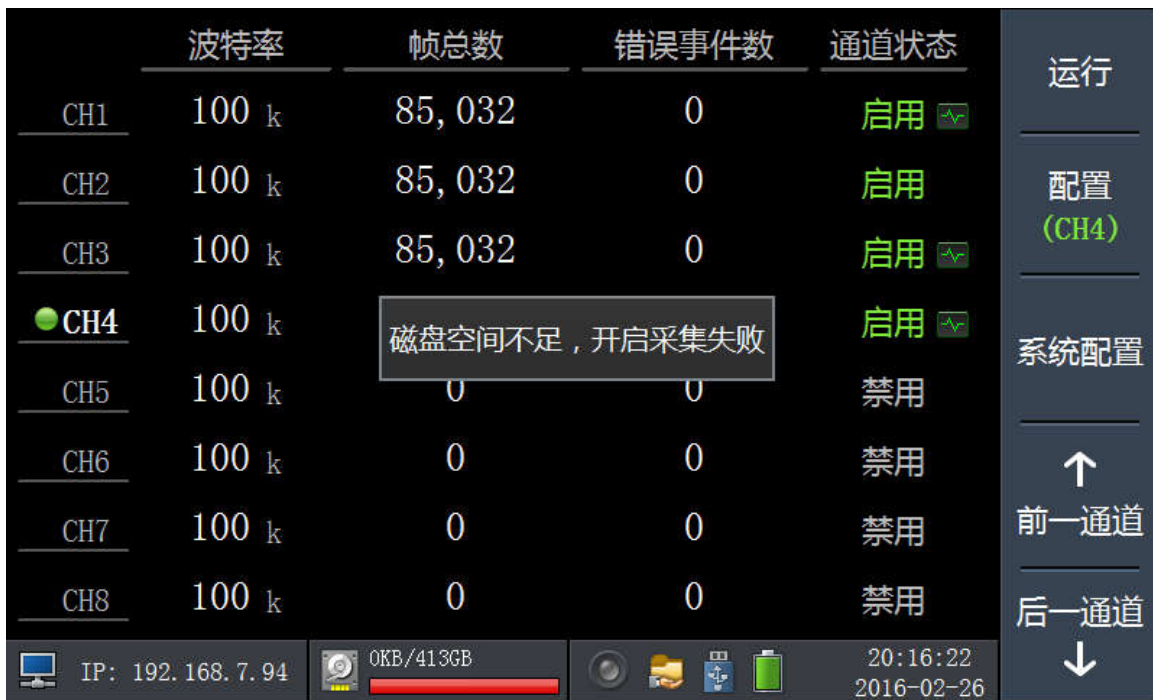 波特率 帧总数 错误事件数 通道状态
CH1 100 k 85,032 0 启用
CH2 100 k 85,032 0 启用
CH3 100 k 85,032 0 启用
CH4 100 k 启用
磁盘空间不足，开启采集失败
CH5 100 k 0 0 禁用
CH6 100 k 0 0 禁用
CH7 100 k 0 0 禁用
CH8 100 k 0 0 禁用
运行
配置
(CH4)
系统配置
↑
前一通道
后一通道
↓
IP: 192.168.7.94
0KB/413GB
20:16:22
2016-02-26